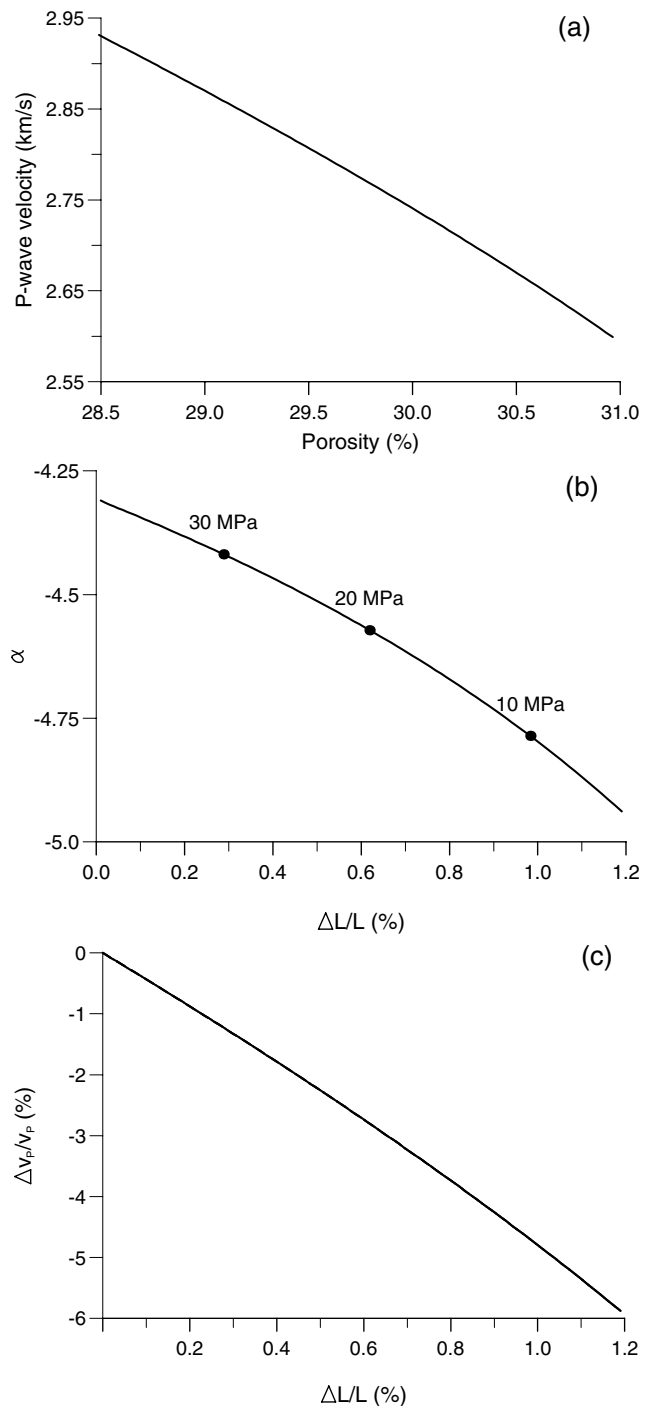 (a)
P-wave velocity (km/s)
2.95
2.85
2.75
2.65
2.55
28.5 29.0 29.5 30.0 30.5 31.0
Porosity (%)
(b)
α
-4.25
-4.5
-4.75
-5.0
30 MPa
20 MPa
10 MPa
0.0 0.2 0.4 0.6 0.8 1.0 1.2
ΔL/L (%)
(c)
Δv_P/v_P (%)
0
-1
-2
-3
-4
-5
-6
0.2 0.4 0.6 0.8 1.0 1.2
ΔL/L (%)